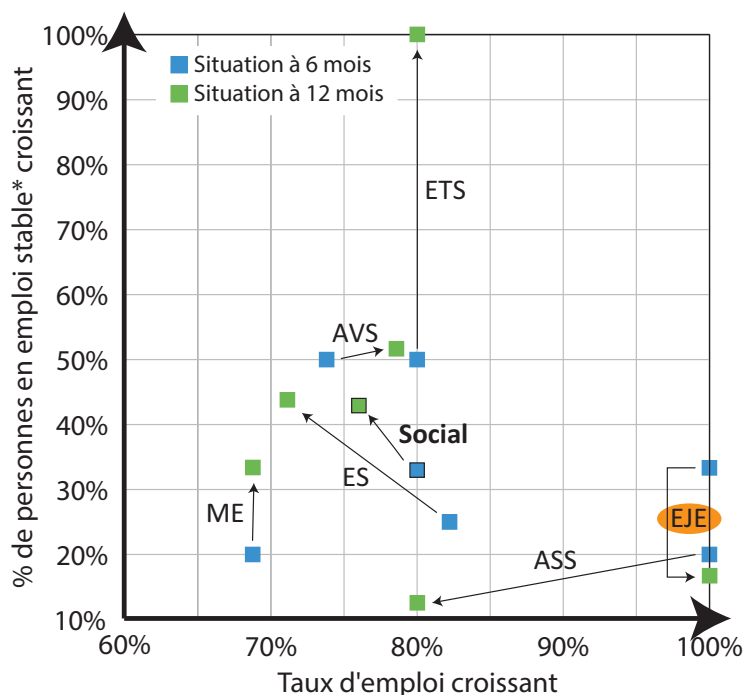 % de personnes en emploi stable* croissant
100%
90%
80%
70%
60%
50%
40%
30%
20%
10%
Situation à 6 mois
Situation à 12 mois
ETS
AVS
Social
ES
ME
EJE
ASS
60%
70%
80%
90%
100%
Taux d'emploi croissant